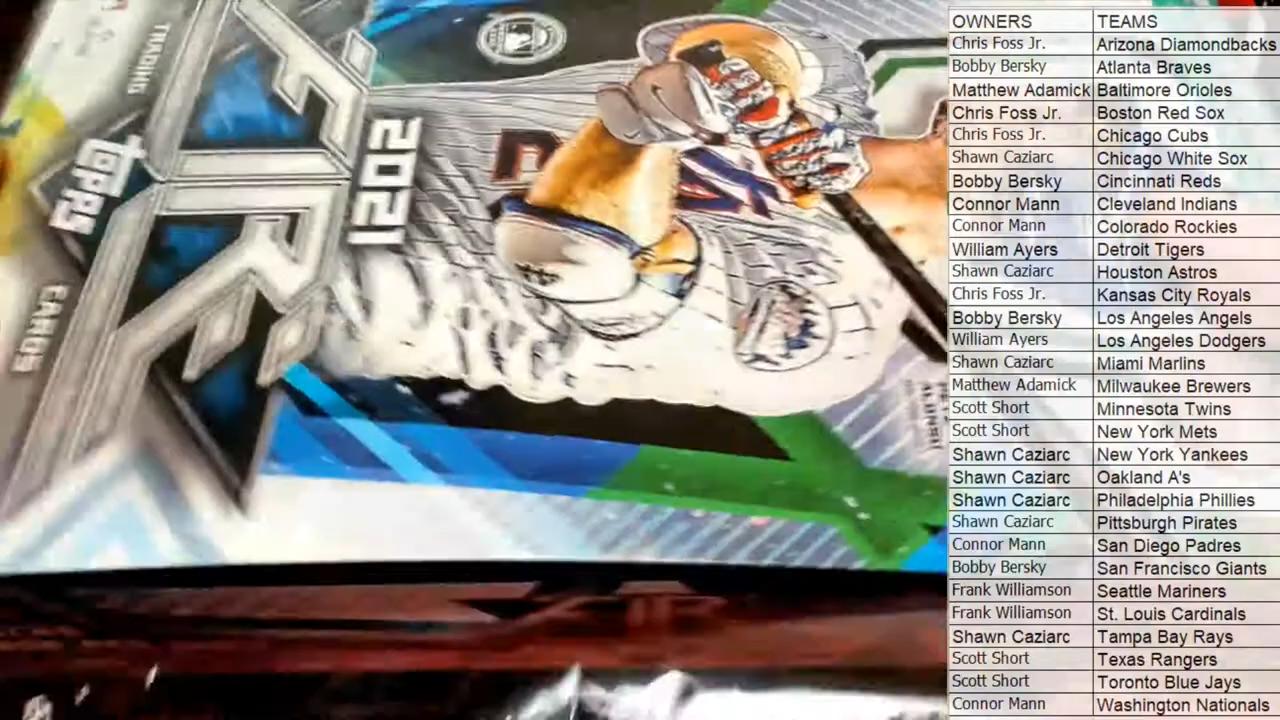 TRADING CARDS
topps
FIRE
2021
OWNERS TEAMS
Chris Foss Jr. Arizona Diamondbacks
Bobby Bersky Atlanta Braves
Matthew Adamick Baltimore Orioles
Chris Foss Jr. Boston Red Sox
Chris Foss Jr. Chicago Cubs
Shawn Caziarc Chicago White Sox
Bobby Bersky Cincinnati Reds
Connor Mann Cleveland Indians
Connor Mann Colorado Rockies
William Ayers Detroit Tigers
Shawn Caziarc Houston Astros
Chris Foss Jr. Kansas City Royals
Bobby Bersky Los Angeles Angels
William Ayers Los Angeles Dodgers
Shawn Caziarc Miami Marlins
Matthew Adamick Milwaukee Brewers
Scott Short Minnesota Twins
Scott Short New York Mets
Shawn Caziarc New York Yankees
Shawn Caziarc Oakland A's
Shawn Caziarc Philadelphia Phillies
Shawn Caziarc Pittsburgh Pirates
Connor Mann San Diego Padres
Bobby Bersky San Francisco Giants
Frank Williamson Seattle Mariners
Frank Williamson St. Louis Cardinals
Shawn Caziarc Tampa Bay Rays
Scott Short Texas Rangers
Scott Short Toronto Blue Jays
Connor Mann Washington Nationals